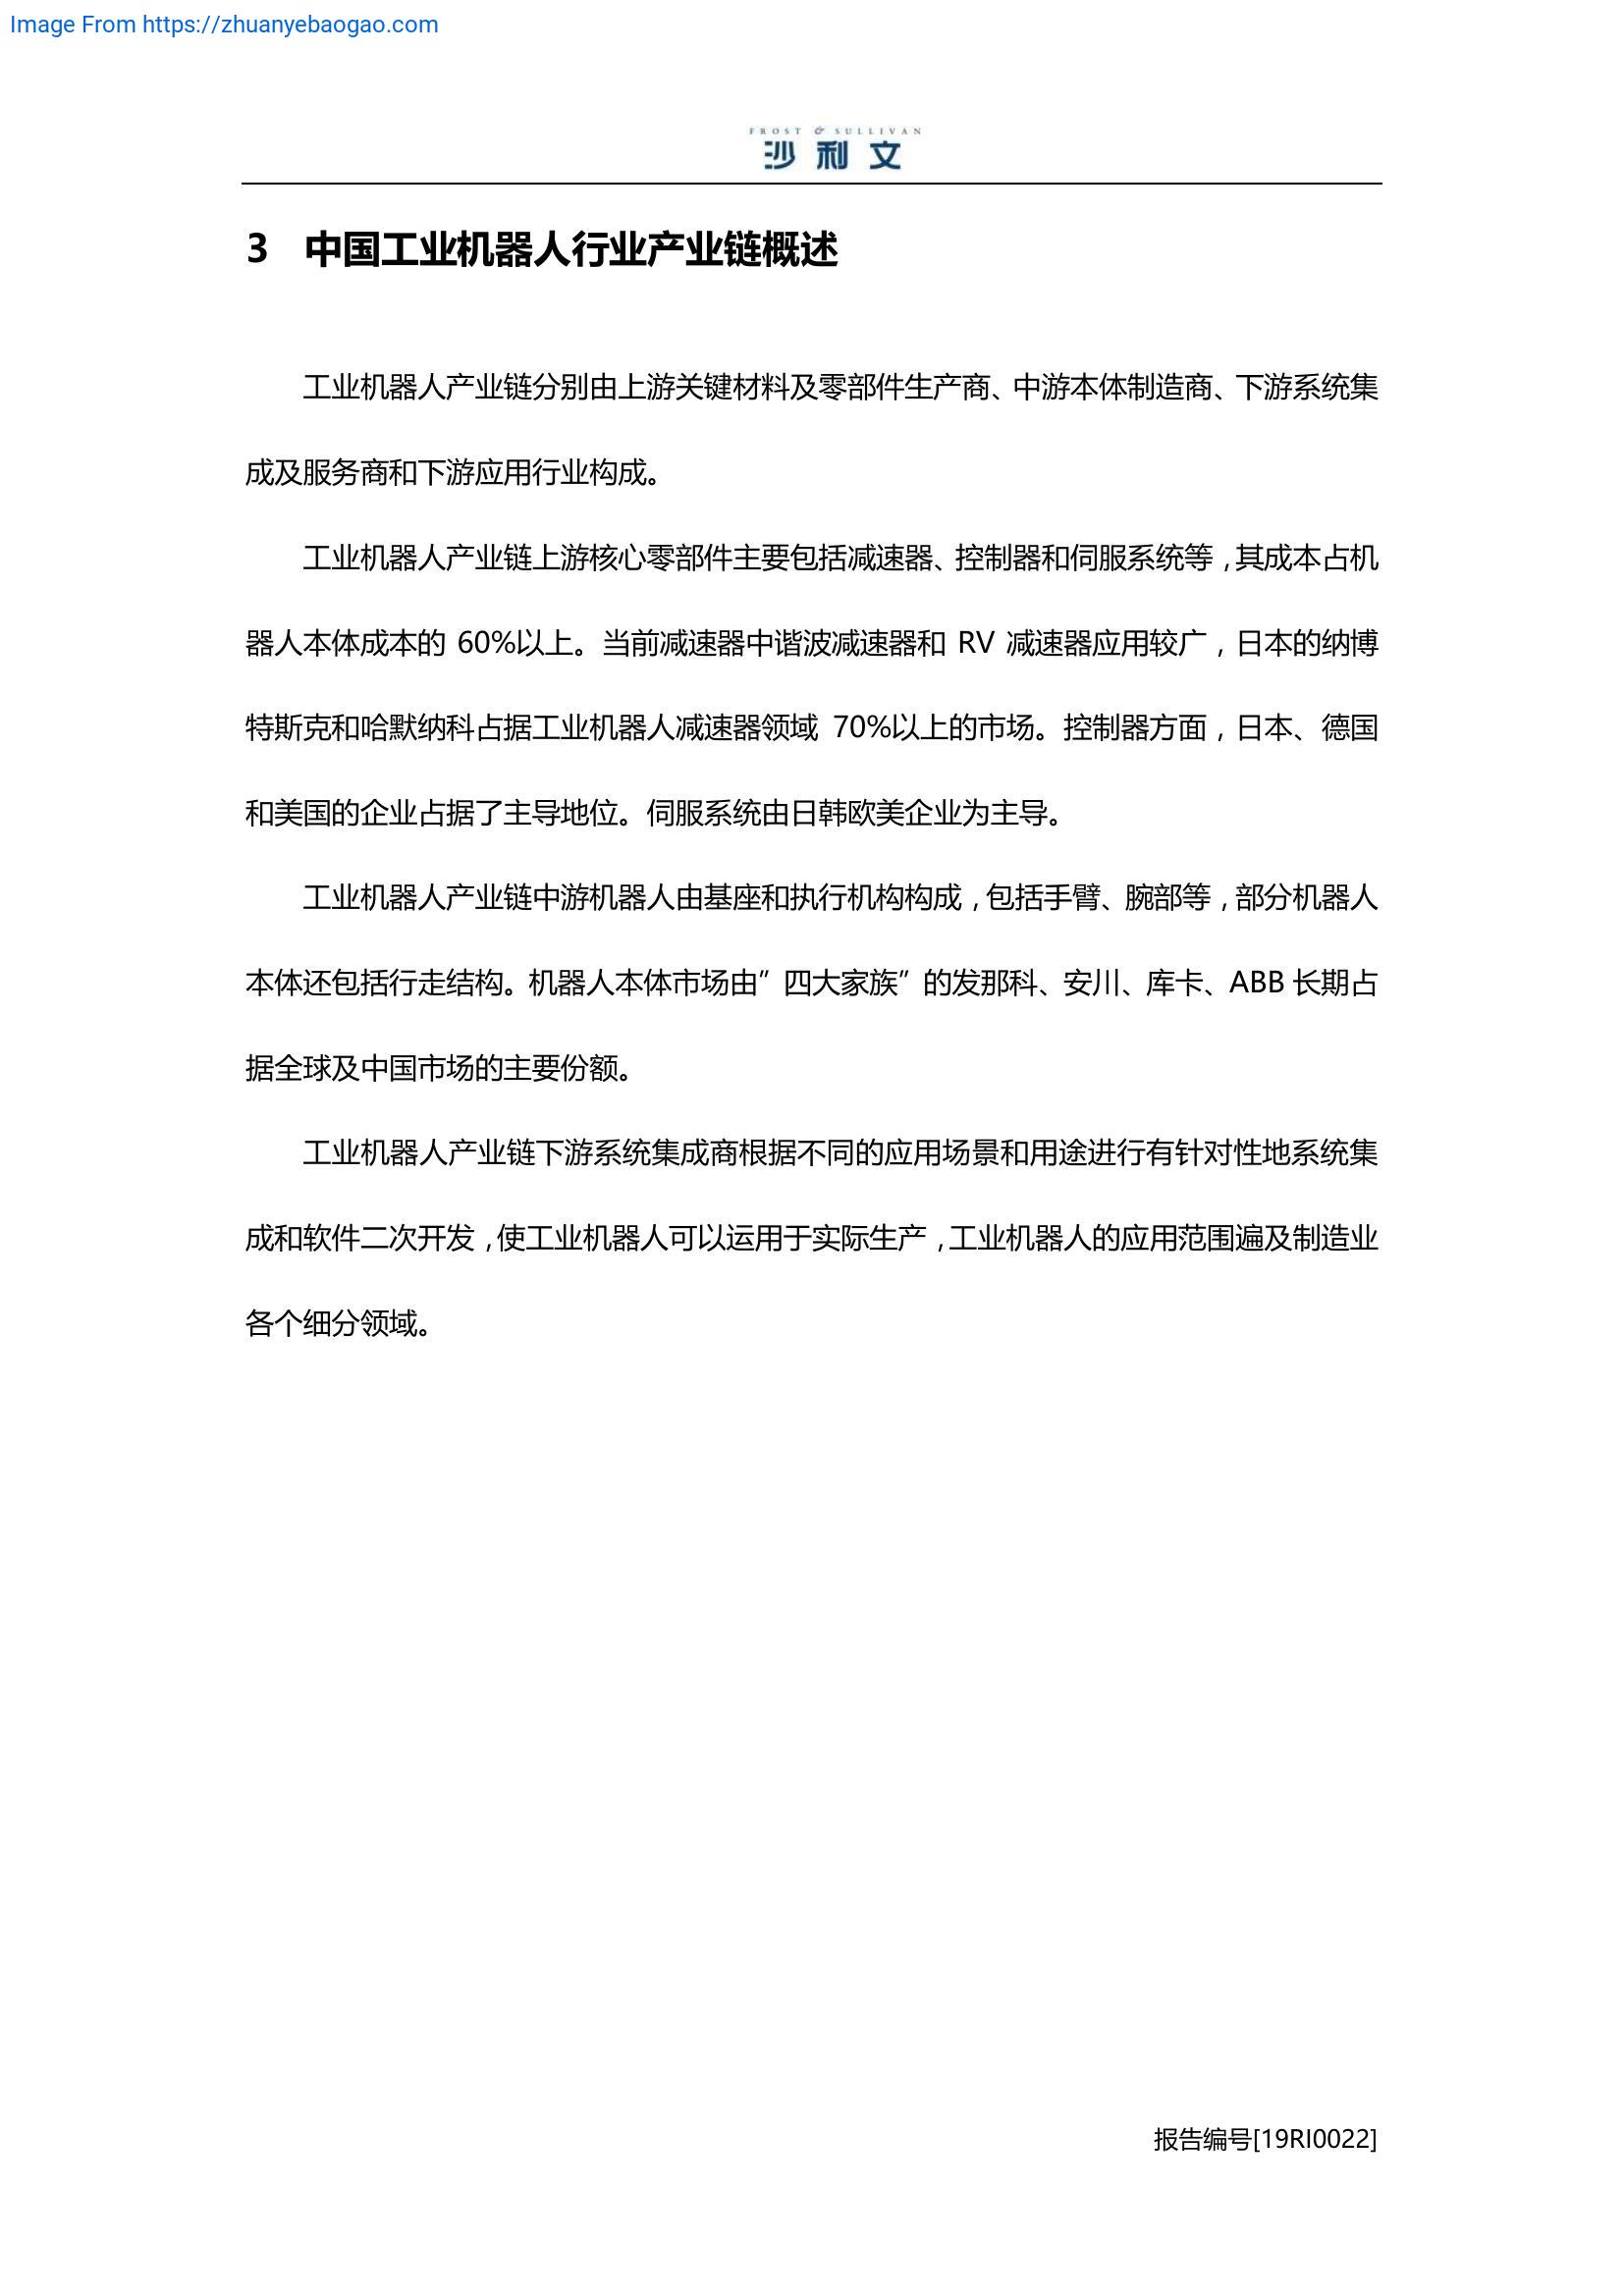 Image From https://zhuanyebaogao.com
FROST & SULLIVAN
沙利文
3 中国工业机器人行业产业链概述
工业机器人产业链分别由上游关键材料及零部件生产商、中游本体制造商、下游系统集
成及服务商和下游应用行业构成。
工业机器人产业链上游核心零部件主要包括减速器、控制器和伺服系统等，其成本占机
器人本体成本的 60%以上。当前减速器中谐波减速器和 RV 减速器应用较广，日本的纳博
特斯克和哈默纳科占据工业机器人减速器领域 70%以上的市场。控制器方面，日本、德国
和美国的企业占据了主导地位。伺服系统由日韩欧美企业为主导。
工业机器人产业链中游机器人由基座和执行机构构成，包括手臂、腕部等，部分机器人
本体还包括行走结构。机器人本体市场由”四大家族”的发那科、安川、库卡、ABB 长期占
据全球及中国市场的主要份额。
工业机器人产业链下游系统集成商根据不同的应用场景和用途进行有针对性地系统集
成和软件二次开发，使工业机器人可以运用于实际生产，工业机器人的应用范围遍及制造业
各个细分领域。
报告编号[19RI0022]